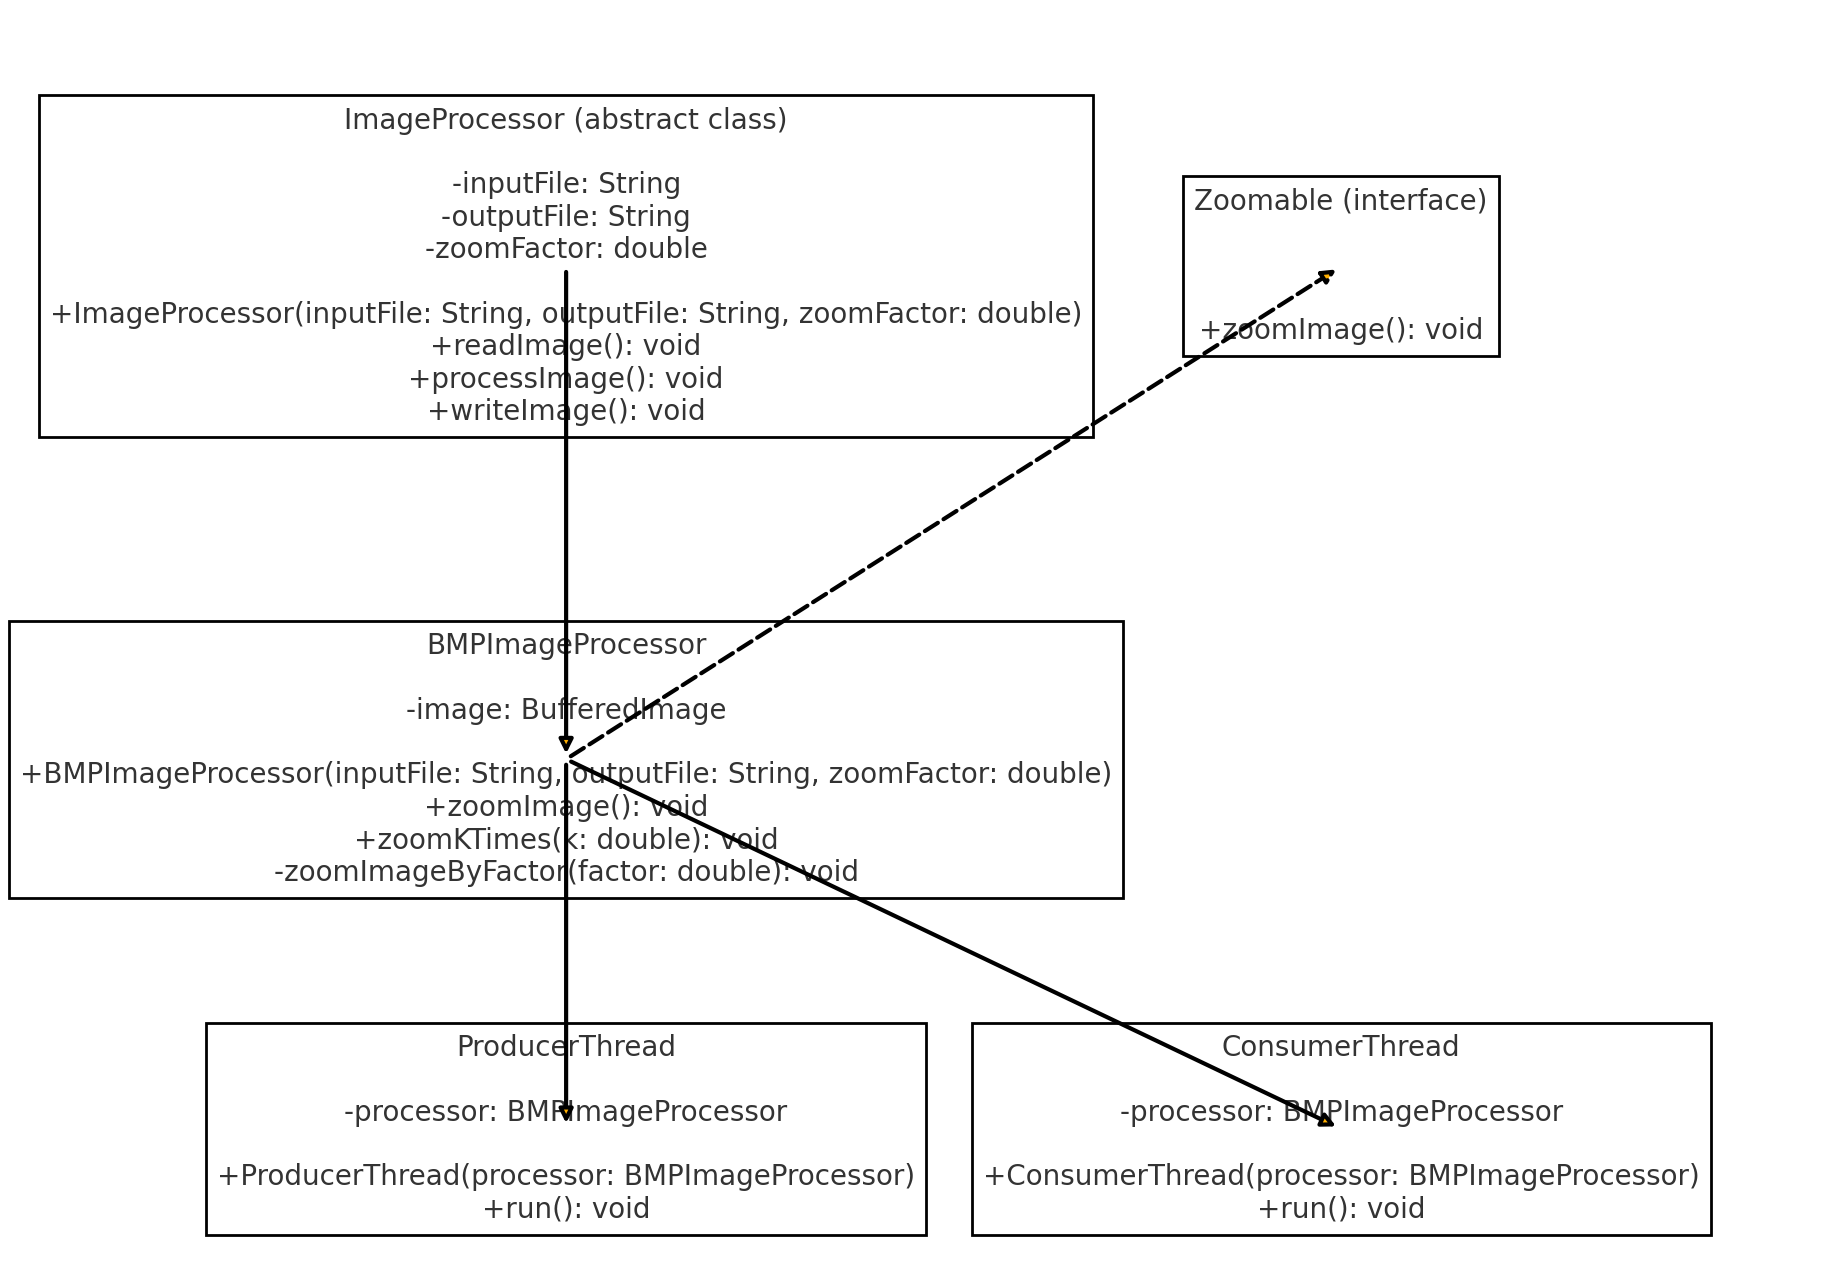 ImageProcessor (abstract class)
-inputFile: String
-outputFile: String
-zoomFactor: double
+ImageProcessor(inputFile: String, outputFile: String, zoomFactor: double)
+readImage(): void
+processImage(): void
+writeImage(): void
Zoomable (interface)
+zoomImage(): void
BMPImageProcessor
-image: BufferedImage
+BMPImageProcessor(inputFile: String, outputFile: String, zoomFactor: double)
+zoomImage(): void
+zoomKTimes(k: double): void
-zoomImageByFactor(factor: double): void
ProducerThread
-processor: BMPImageProcessor
+ProducerThread(processor: BMPImageProcessor)
+run(): void
ConsumerThread
-processor: BMPImageProcessor
+ConsumerThread(processor: BMPImageProcessor)
+run(): void